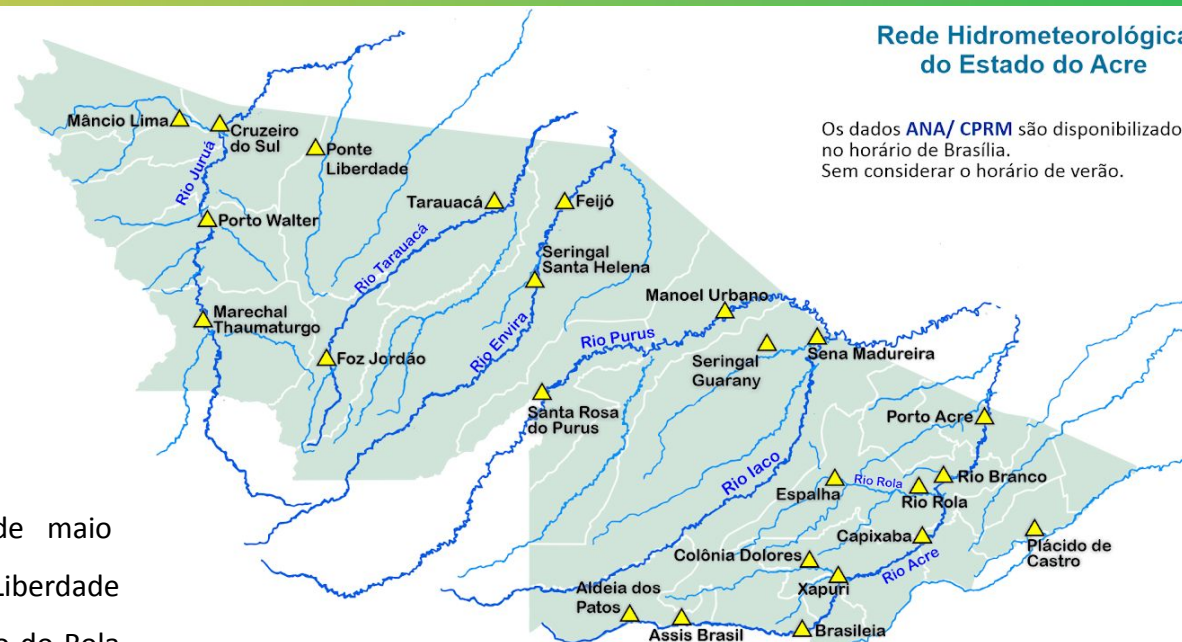 Rede Hidrometeorológica
do Estado do Acre
Os dados ANA/ CPRM são disponibilizado
no horário de Brasília.
Sem considerar o horário de verão.
Mâncio Lima
Cruzeiro
do Sul
Ponte
Liberdade
Rio Juruá
Porto Walter
Tarauacá
Feijó
Rio Tarauacá
Seringal
Santa Helena
Marechal
Thaumaturgo
Foz Jordão
Rio Envira
Manoel Urbano
Rio Purus
Seringal
Guarany
Sena Madureira
Santa Rosa
do Purus
Porto Acre
Rio Iaco
Espalha
Rio Rola
Rio Rola
Rio Branco
Capixaba
Plácido de
Castro
Colônia Dolores
Rio Acre
Xapuri
Aldeia dos
Patos
Assis Brasil
Brasileia
de maio
Liberdade
do Rola